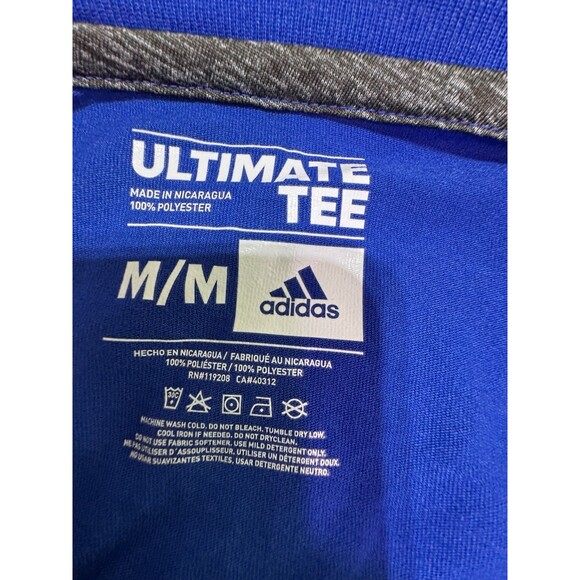 ULTIMATE
TEE
MADE IN NICARAGUA
100% POLYESTER
M/M
adidas
HECHO EN NICARAGUA / FABRIQUÉ AU NICARAGUA
100% POLIÉSTER / 100% POLYESTER
RN#119208 CA#40312
30C
MACHINE WASH COLD. DO NOT BLEACH. TUMBLE DRY LOW.
COOL IRON IF NEEDED. DO NOT DRYCLEAN.
DO NOT USE FABRIC SOFTENER. USE MILD DETERGENT ONLY.
NE PAS UTILISER D'ASSOUPLISSEUR. UTILISER UN DÉTERGENT DOUX.
NO USAR SUAVIZANTES TEXTILES. USAR DETERGENTE NEUTRO.